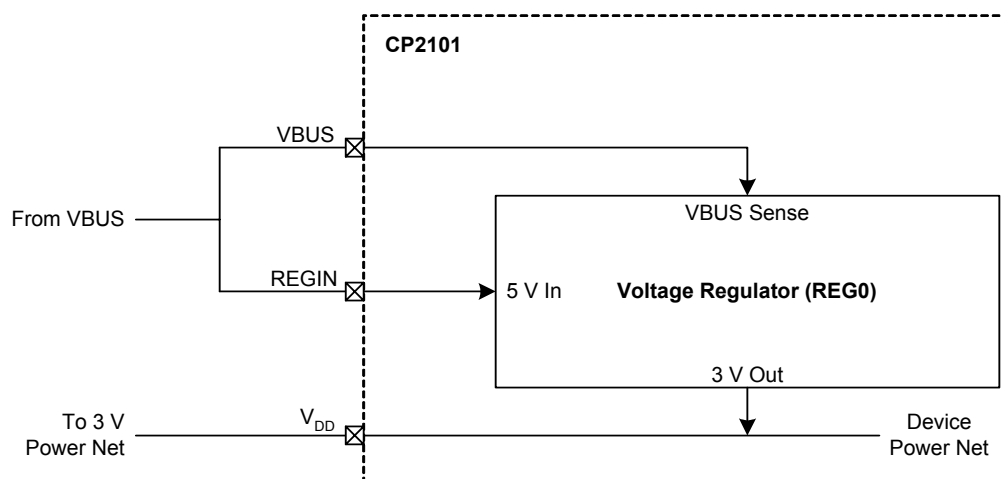 CP2101
VBUS
VBUS Sense
From VBUS
REGIN
5 V In
Voltage Regulator (REG0)
3 V Out
To 3 V
Power Net
VDD
Device
Power Net